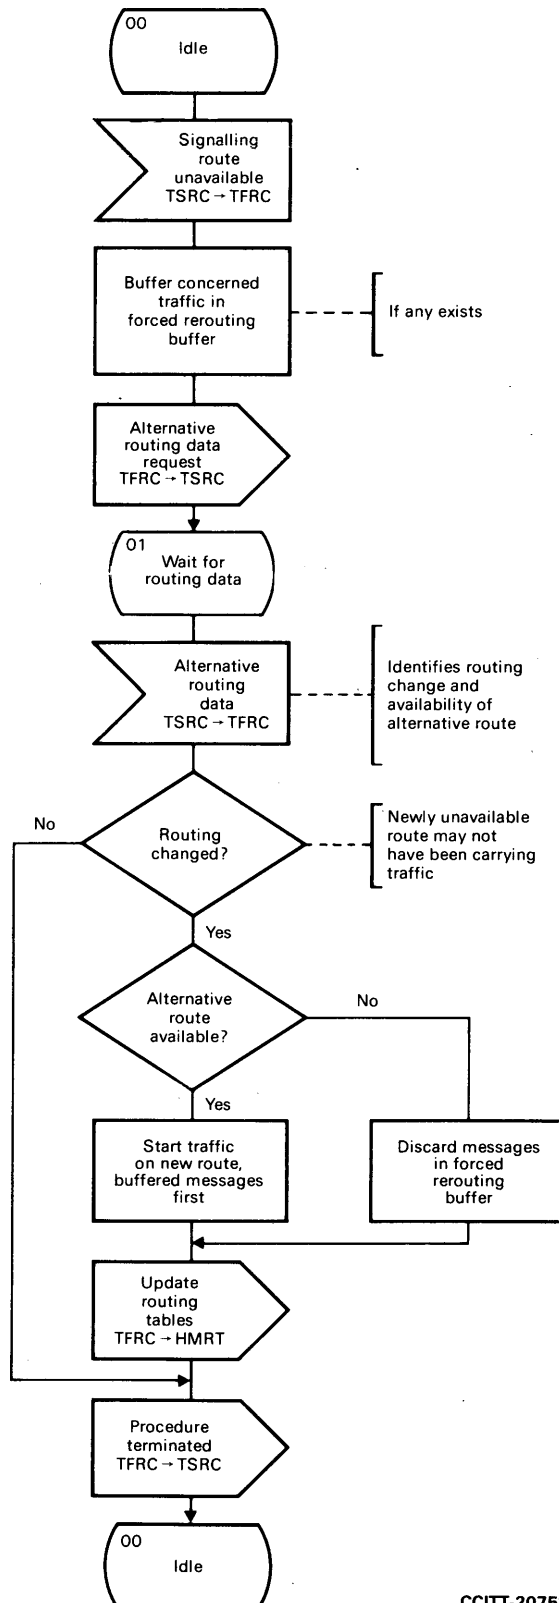 00
Idle
Signalling
route
unavailable
TSRC → TFRC
Buffer concerned
traffic in
forced rerouting
buffer
If any exists
Alternative
routing data
request
TFRC → TSRC
01
Wait for
routing data
Alternative
routing
data
TSRC → TFRC
Identifies routing
change and
availability of
alternative route
No
Routing
changed?
Newly unavailable
route may not
have been carrying
traffic
Yes
Alternative
route
available?
No
Yes
Start traffic
on new route,
buffered messages
first
Discard messages
in forced
rerouting
buffer
Update
routing
tables
TFRC → HMRT
Procedure
terminated
TFRC → TSRC
00
Idle
CCITT-2075